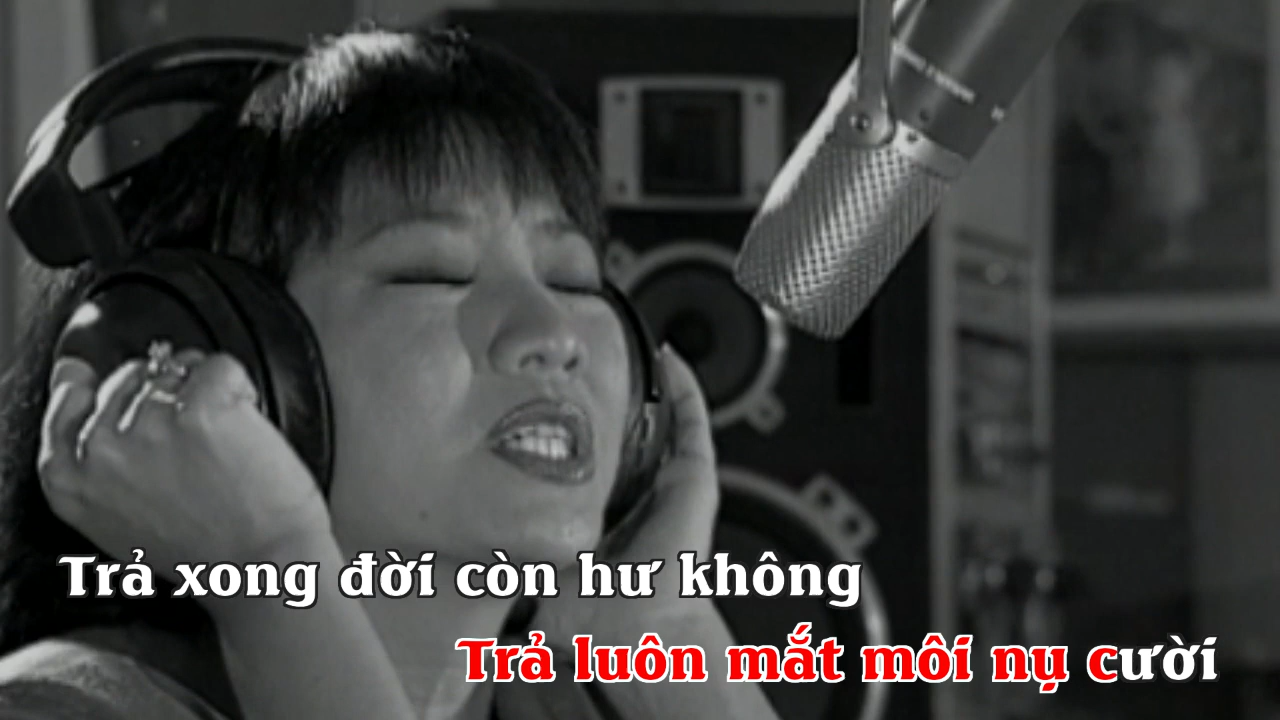 Trả xong đời còn hư không
Trả luôn mắt môi nụ cười